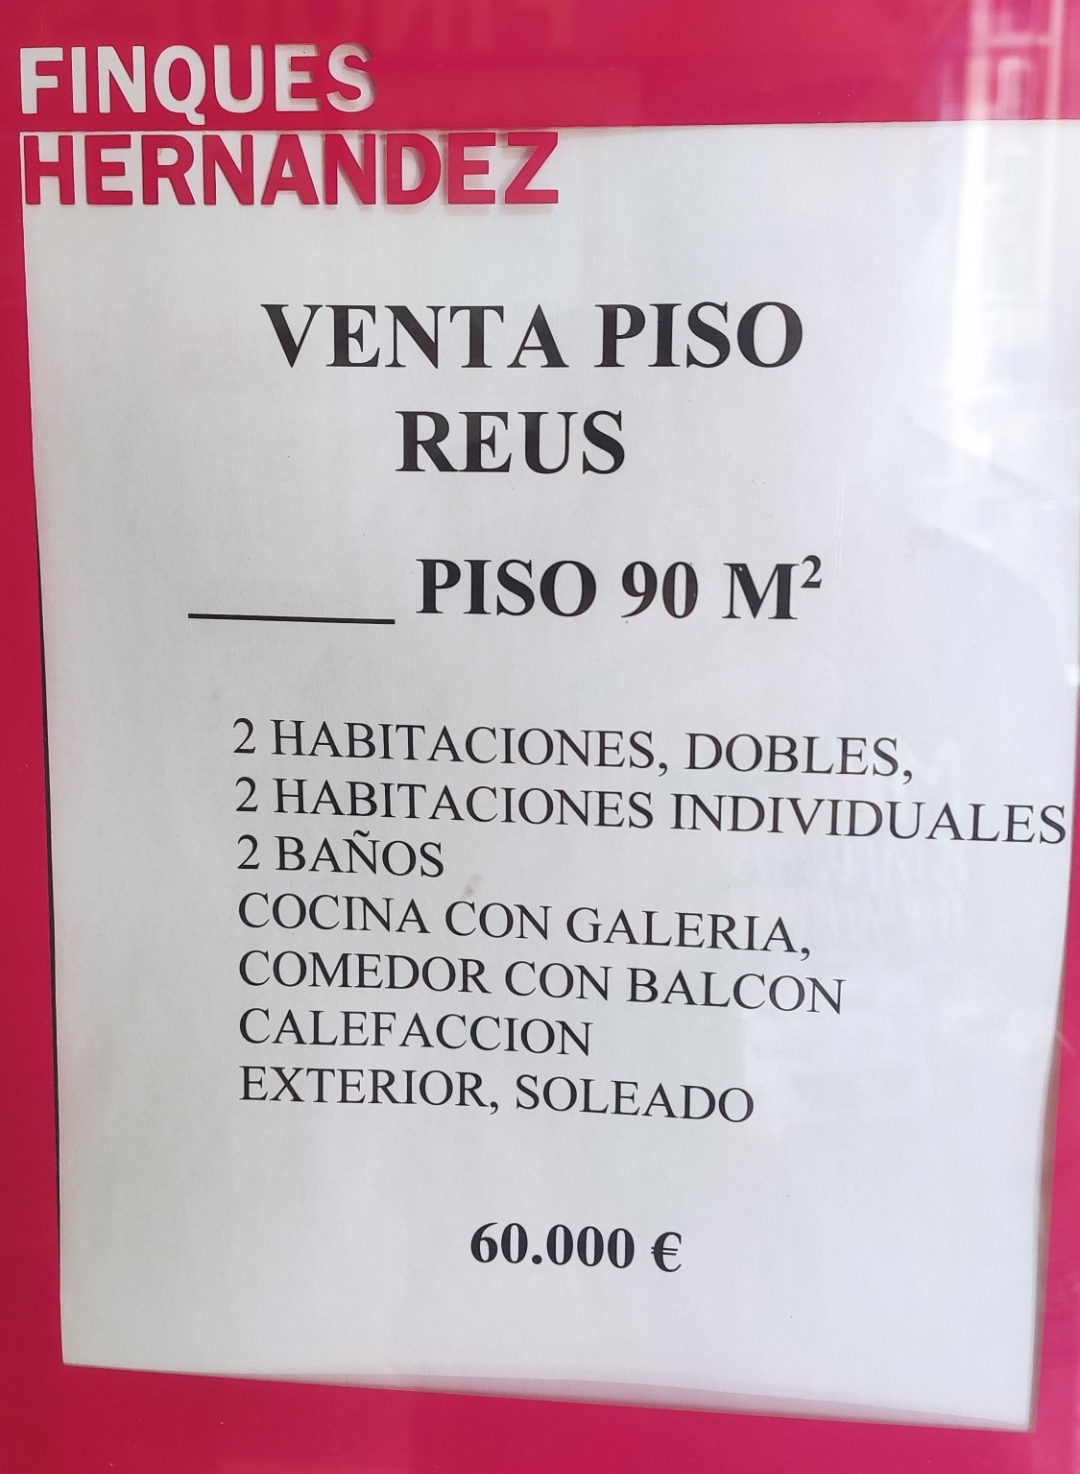 FINQUES
HERNANDEZ
VENTA PISO
REUS
______ PISO 90 M²
2 HABITACIONES, DOBLES,
2 HABITACIONES INDIVIDUALES
2 BAÑOS
COCINA CON GALERIA,
COMEDOR CON BALCON
CALEFACCION
EXTERIOR, SOLEADO
60.000 €